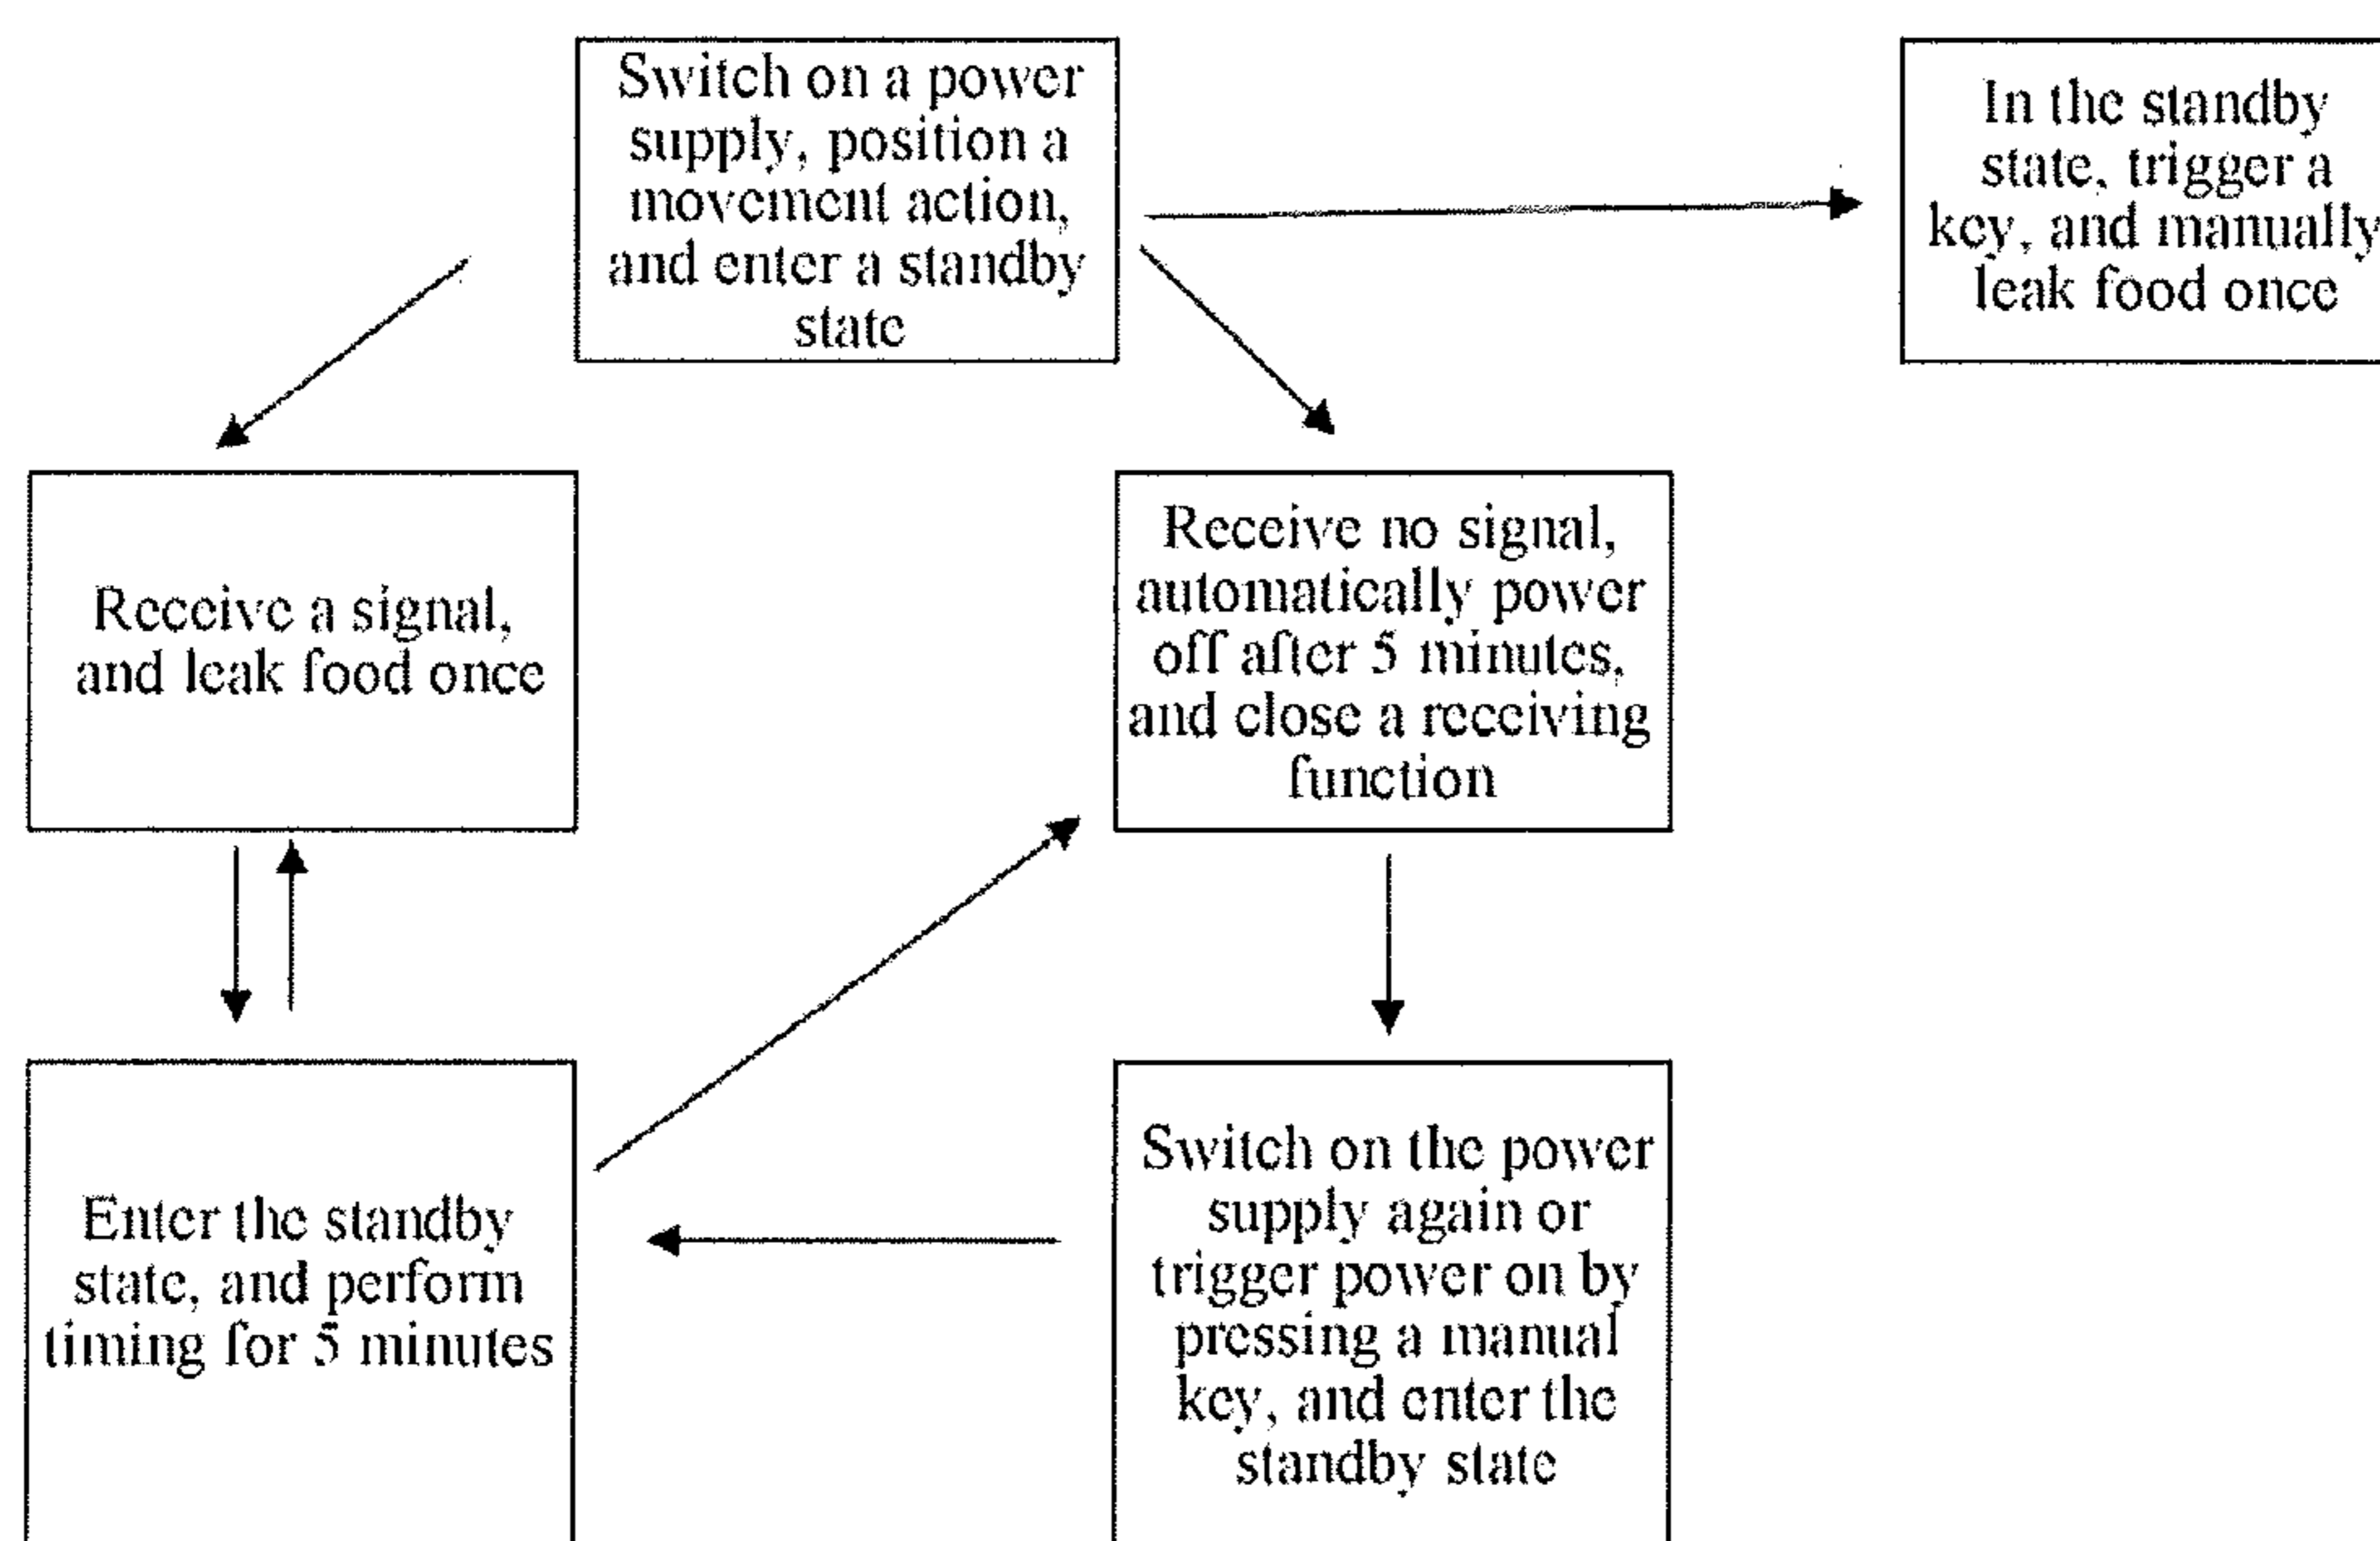 Switch on a power
supply, position a
movement action,
and enter a standby
state
In the standby
state, trigger a
key, and manually
leak food once
Receive a signal,
and leak food once
Receive no signal,
automatically power
off after 5 minutes,
and close a receiving
function
Enter the standby
state, and perform
timing for 5 minutes
Switch on the power
supply again or
trigger power on by
pressing a manual
key, and enter the
standby state